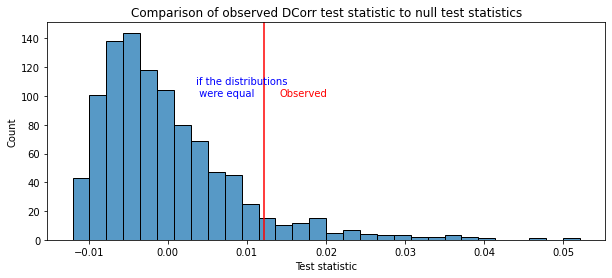 Comparison of observed DCorr test statistic to null test statistics
140
120
100
80
60
40
20
0
Count
if the distributions
were equal
Observed
−0.01
0.00
0.01
0.02
0.03
0.04
0.05
Test statistic